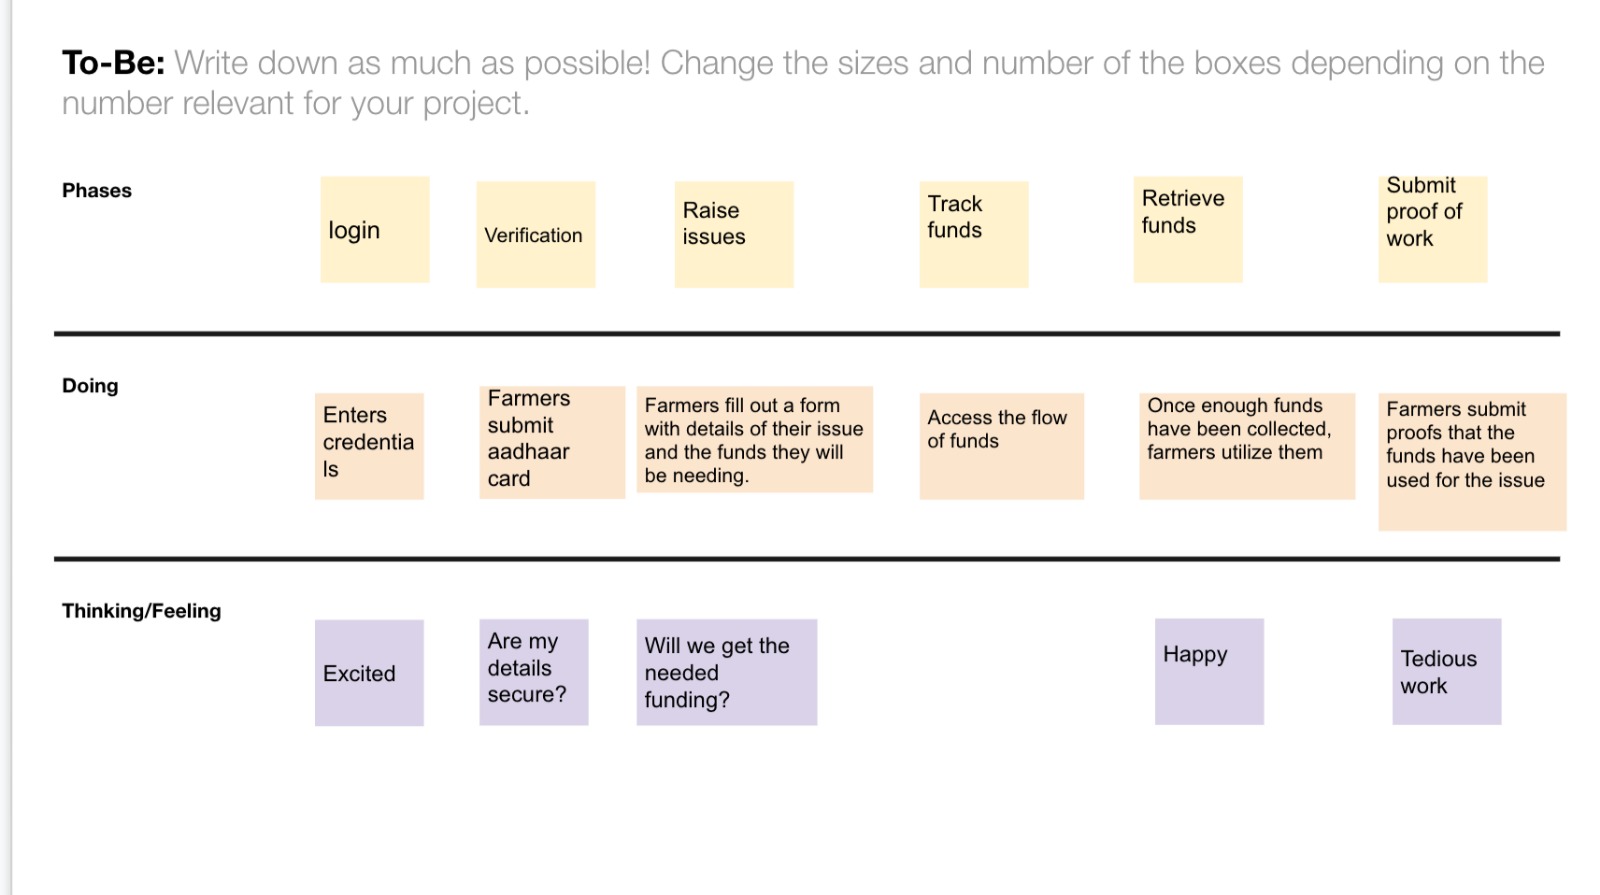 To-Be: Write down as much as possible! Change the sizes and number of the boxes depending on the
number relevant for your project.
Phases
login
Verification
Raise
issues
Track
funds
Retrieve
funds
Submit
proof of
work
Doing
Enters
credentia
ls
Farmers
submit
aadhaar
card
Farmers fill out a form
with details of their issue
and the funds they will
be needing.
Access the flow
of funds
Once enough funds
have been collected,
farmers utilize them
Farmers submit
proofs that the
funds have been
used for the issue
Thinking/Feeling
Excited
Are my
details
secure?
Will we get the
needed
funding?
Happy
Tedious
work